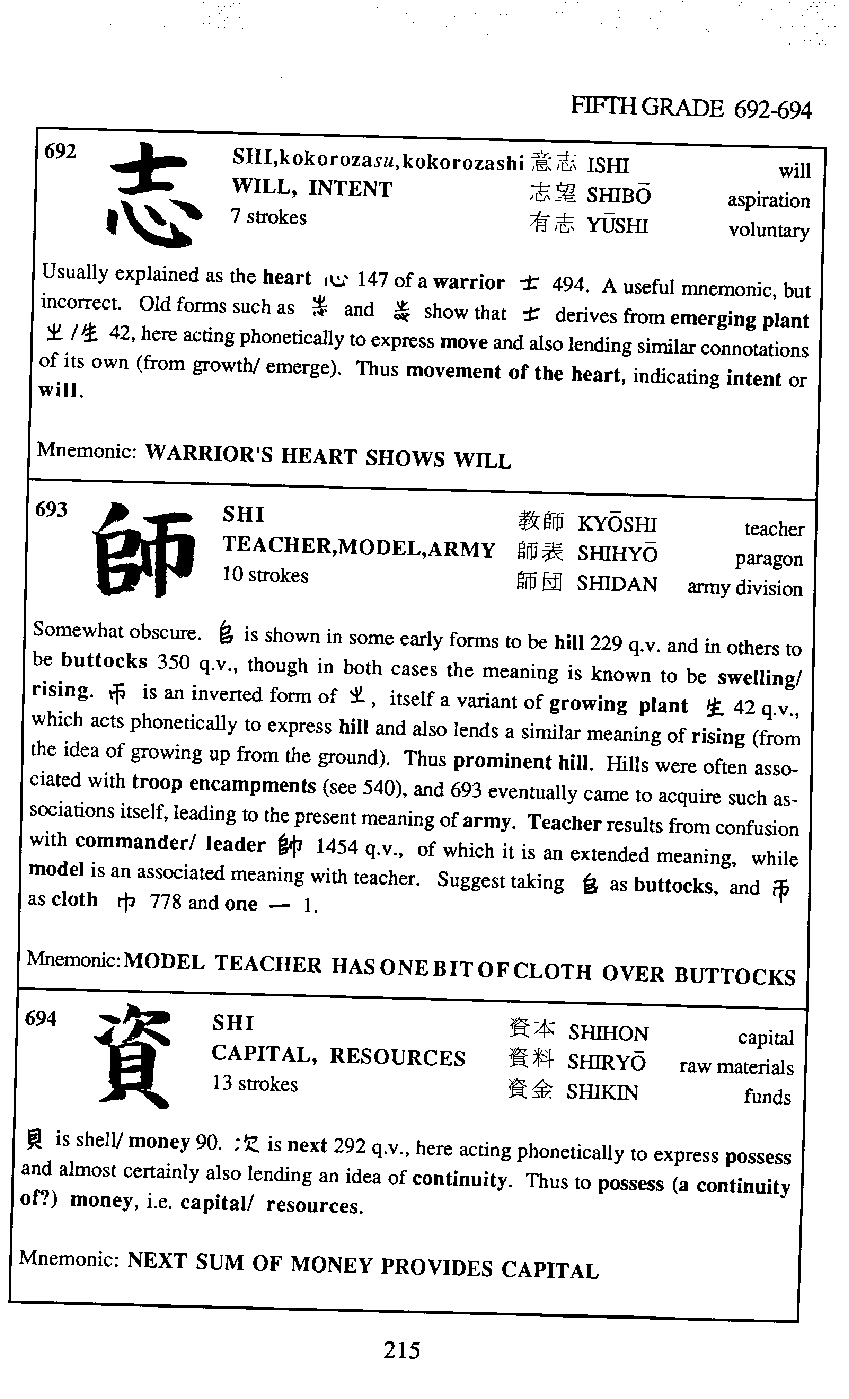 FIFTH GRADE 692-694
692
志
SHI,kokorozasu,kokorozashi 意志 ISHI will
WILL, INTENT 志望 SHIBŌ aspiration
7 strokes 有志 YŪSHI voluntary
Usually explained as the heart 心 147 of a warrior 士 494. A useful mnemonic, but
incorrect. Old forms such as and show that 士 derives from emerging plant
/生 42, here acting phonetically to express move and also lending similar connotations
of its own (from growth/ emerge). Thus movement of the heart, indicating intent or
will.
Mnemonic: WARRIOR'S HEART SHOWS WILL
693
師
SHI 教師 KYŌSHI teacher
TEACHER,MODEL,ARMY 師表 SHIHYŌ paragon
10 strokes 師団 SHIDAN army division
Somewhat obscure. 𠂤 is shown in some early forms to be hill 229 q.v. and in others to
be buttocks 350 q.v., though in both cases the meaning is known to be swelling/
rising. 帀 is an inverted form of , itself a variant of growing plant 生 42 q.v.,
which acts phonetically to express hill and also lends a similar meaning of rising (from
the idea of growing up from the ground). Thus prominent hill. Hills were often asso-
ciated with troop encampments (see 540), and 693 eventually came to acquire such as-
sociations itself, leading to the present meaning of army. Teacher results from confusion
with commander/ leader 帥 1454 q.v., of which it is an extended meaning, while
model is an associated meaning with teacher. Suggest taking 𠂤 as buttocks, and 帀
as cloth 巾 778 and one 一 1.
Mnemonic:MODEL TEACHER HAS ONE BIT OF CLOTH OVER BUTTOCKS
694
資
SHI 資本 SHIHON capital
CAPITAL, RESOURCES 資料 SHIRYŌ raw materials
13 strokes 資金 SHIKIN funds
貝 is shell/ money 90. 次 is next 292 q.v., here acting phonetically to express possess
and almost certainly also lending an idea of continuity. Thus to possess (a continuity
of?) money, i.e. capital/ resources.
Mnemonic: NEXT SUM OF MONEY PROVIDES CAPITAL
215